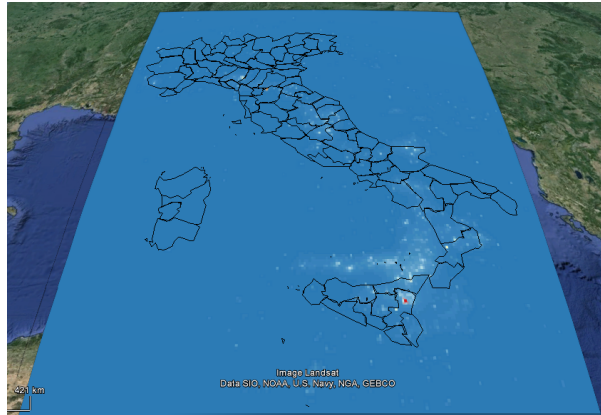 Image Landsat
Data SIO, NOAA, U.S. Navy, NGA, GEBCO
421 km